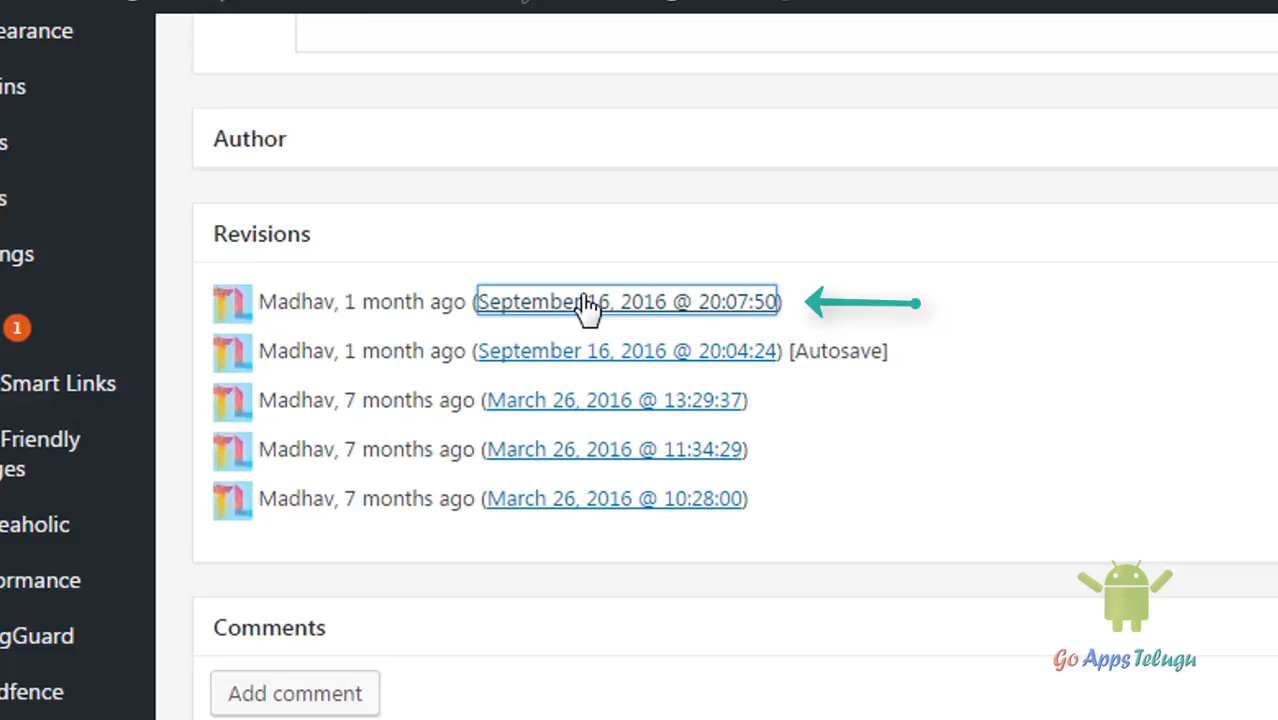 earance
ins
s
s
ngs
1
Smart Links
Friendly
ges
eaholic
ormance
gGuard
dfence
Author
Revisions
Madhav, 1 month ago (September 16, 2016 @ 20:07:50)
Madhav, 1 month ago (September 16, 2016 @ 20:04:24) [Autosave]
Madhav, 7 months ago (March 26, 2016 @ 13:29:37)
Madhav, 7 months ago (March 26, 2016 @ 11:34:29)
Madhav, 7 months ago (March 26, 2016 @ 10:28:00)
Comments
Add comment
Go Apps Telugu